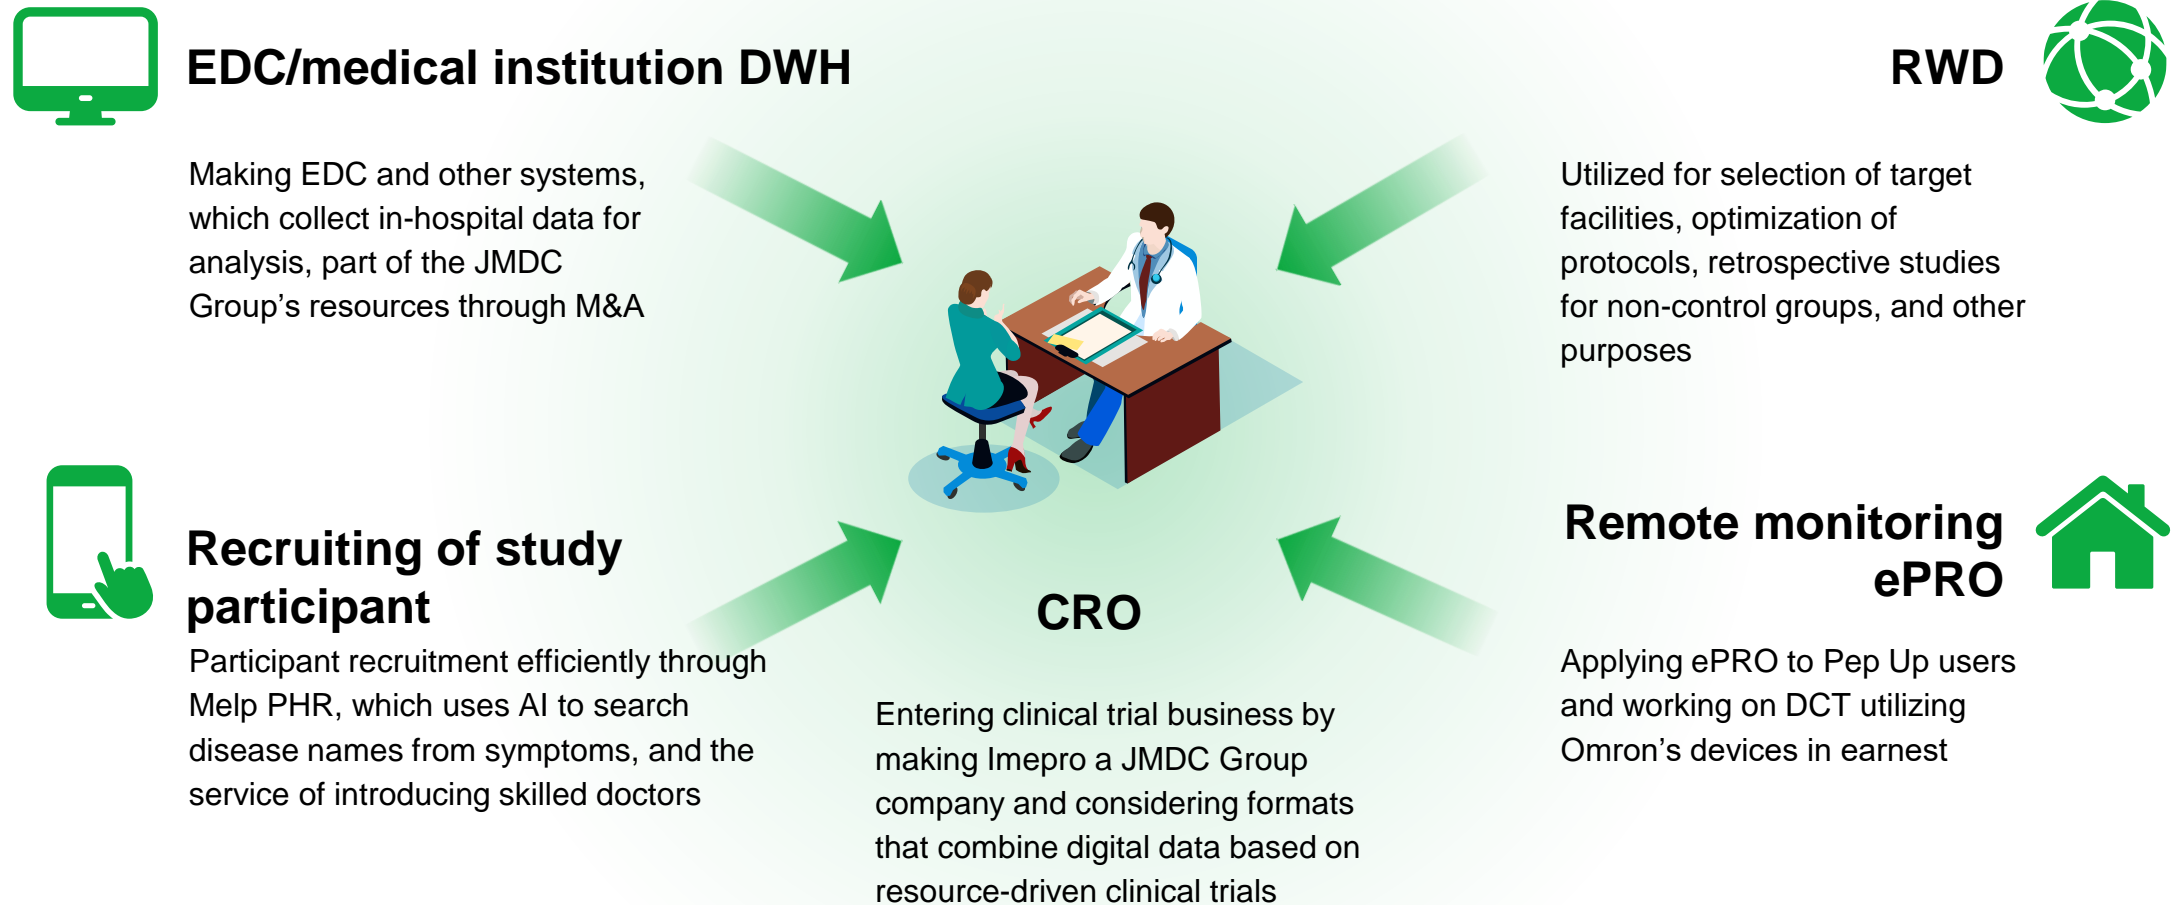 EDC/medical institution DWH
Making EDC and other systems,
which collect in-hospital data for
analysis, part of the JMDC
Group’s resources through M&A
RWD
Utilized for selection of target
facilities, optimization of
protocols, retrospective studies
for non-control groups, and other
purposes
Recruiting of study
participant
Participant recruitment efficiently through
Melp PHR, which uses AI to search
disease names from symptoms, and the
service of introducing skilled doctors
CRO
Entering clinical trial business by
making Imepro a JMDC Group
company and considering formats
that combine digital data based on
resource-driven clinical trials
Remote monitoring
ePRO
Applying ePRO to Pep Up users
and working on DCT utilizing
Omron’s devices in earnest